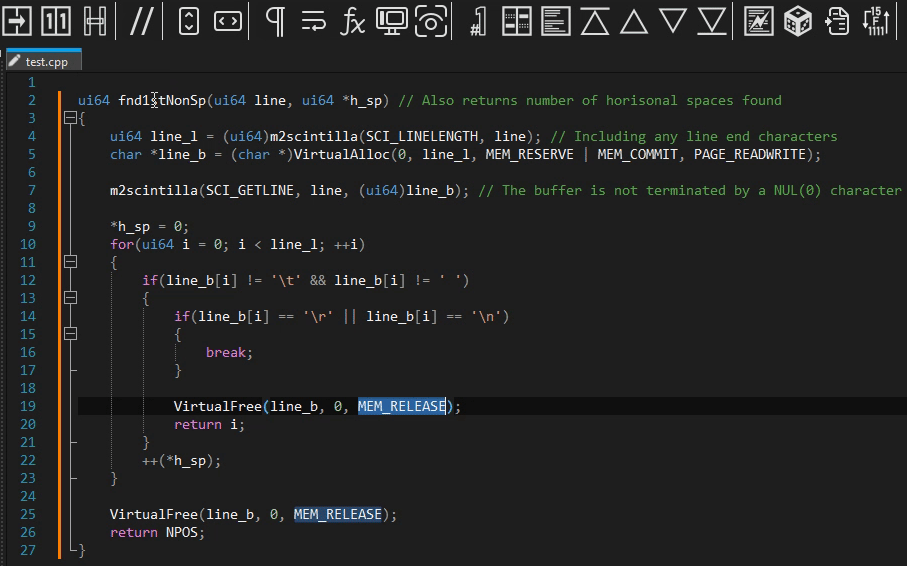 test.cpp
1
2 ui64 fnd1stNonSp(ui64 line, ui64 *h_sp) // Also returns number of horisonal spaces found
3 {
4 ui64 line_l = (ui64)m2scintilla(SCI_LINELENGTH, line); // Including any line end characters
5 char *line_b = (char *)VirtualAlloc(0, line_l, MEM_RESERVE | MEM_COMMIT, PAGE_READWRITE);
6
7 m2scintilla(SCI_GETLINE, line, (ui64)line_b); // The buffer is not terminated by a NUL(0) character
8
9 *h_sp = 0;
10 for(ui64 i = 0; i < line_l; ++i)
11 {
12 if(line_b[i] != '\t' && line_b[i] != ' ')
13 {
14 if(line_b[i] == '\r' || line_b[i] == '\n')
15 {
16 break;
17 }
18
19 VirtualFree(line_b, 0, MEM_RELEASE);
20 return i;
21 }
22 ++(*h_sp);
23 }
24
25 VirtualFree(line_b, 0, MEM_RELEASE);
26 return NPOS;
27 }